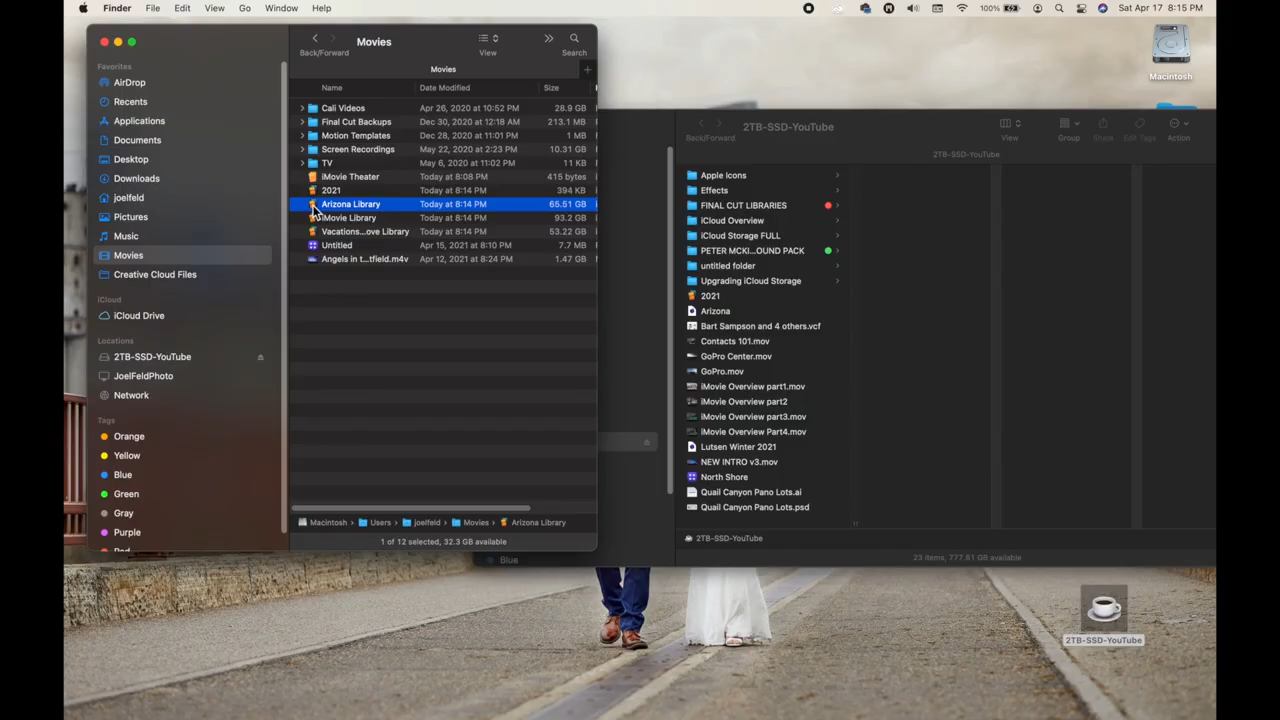 Finder File Edit View Go Window Help
100% Sat Apr 17 8:15 PM
Movies
Back/Forward View Search
Movies
Favorites
AirDrop
Recents
Applications
Documents
Desktop
Downloads
joelfeld
Pictures
Music
Movies
Creative Cloud Files
iCloud
iCloud Drive
Locations
2TB-SSD-YouTube
JoelFeldPhoto
Network
Tags
Orange
Yellow
Blue
Green
Gray
Purple
Name Date Modified Size
Cali Videos Apr 26, 2020 at 10:52 PM 28.9 GB
Final Cut Backups Dec 30, 2020 at 12:18 AM 213.1 MB
Motion Templates Dec 28, 2020 at 11:01 PM 1 MB
Screen Recordings May 22, 2020 at 2:23 PM 10.31 GB
TV May 6, 2020 at 11:02 PM 11 KB
iMovie Theater Today at 8:08 PM 415 bytes
2021 Today at 8:14 PM 394 KB
Arizona Library Today at 8:14 PM 65.51 GB
iMovie Library Today at 8:14 PM 93.2 GB
Vacations...ove Library Today at 8:14 PM 53.22 GB
Untitled Apr 15, 2021 at 8:10 PM 7.7 MB
Angels in t...tfield.m4v Apr 12, 2021 at 8:24 PM 1.47 GB
Macintosh › Users › joelfeld › Movies › Arizona Library
1 of 12 selected, 32.3 GB available
Blue
2TB-SSD-YouTube
Back/Forward View Group Share Edit Tags Action
2TB-SSD-YouTube
Apple Icons
Effects
FINAL CUT LIBRARIES
iCloud Overview
iCloud Storage FULL
PETER MCKI...OUND PACK
untitled folder
Upgrading iCloud Storage
2021
Arizona
Bart Sampson and 4 others.vcf
Contacts 101.mov
GoPro Center.mov
GoPro.mov
iMovie Overview part1.mov
iMovie Overview part2
iMovie Overview part3.mov
iMovie Overview Part4.mov
Lutsen Winter 2021
NEW INTRO v3.mov
North Shore
Quail Canyon Pano Lots.ai
Quail Canyon Pano Lots.psd
2TB-SSD-YouTube
23 items, 777.81 GB available
Macintosh
2TB-SSD-YouTube